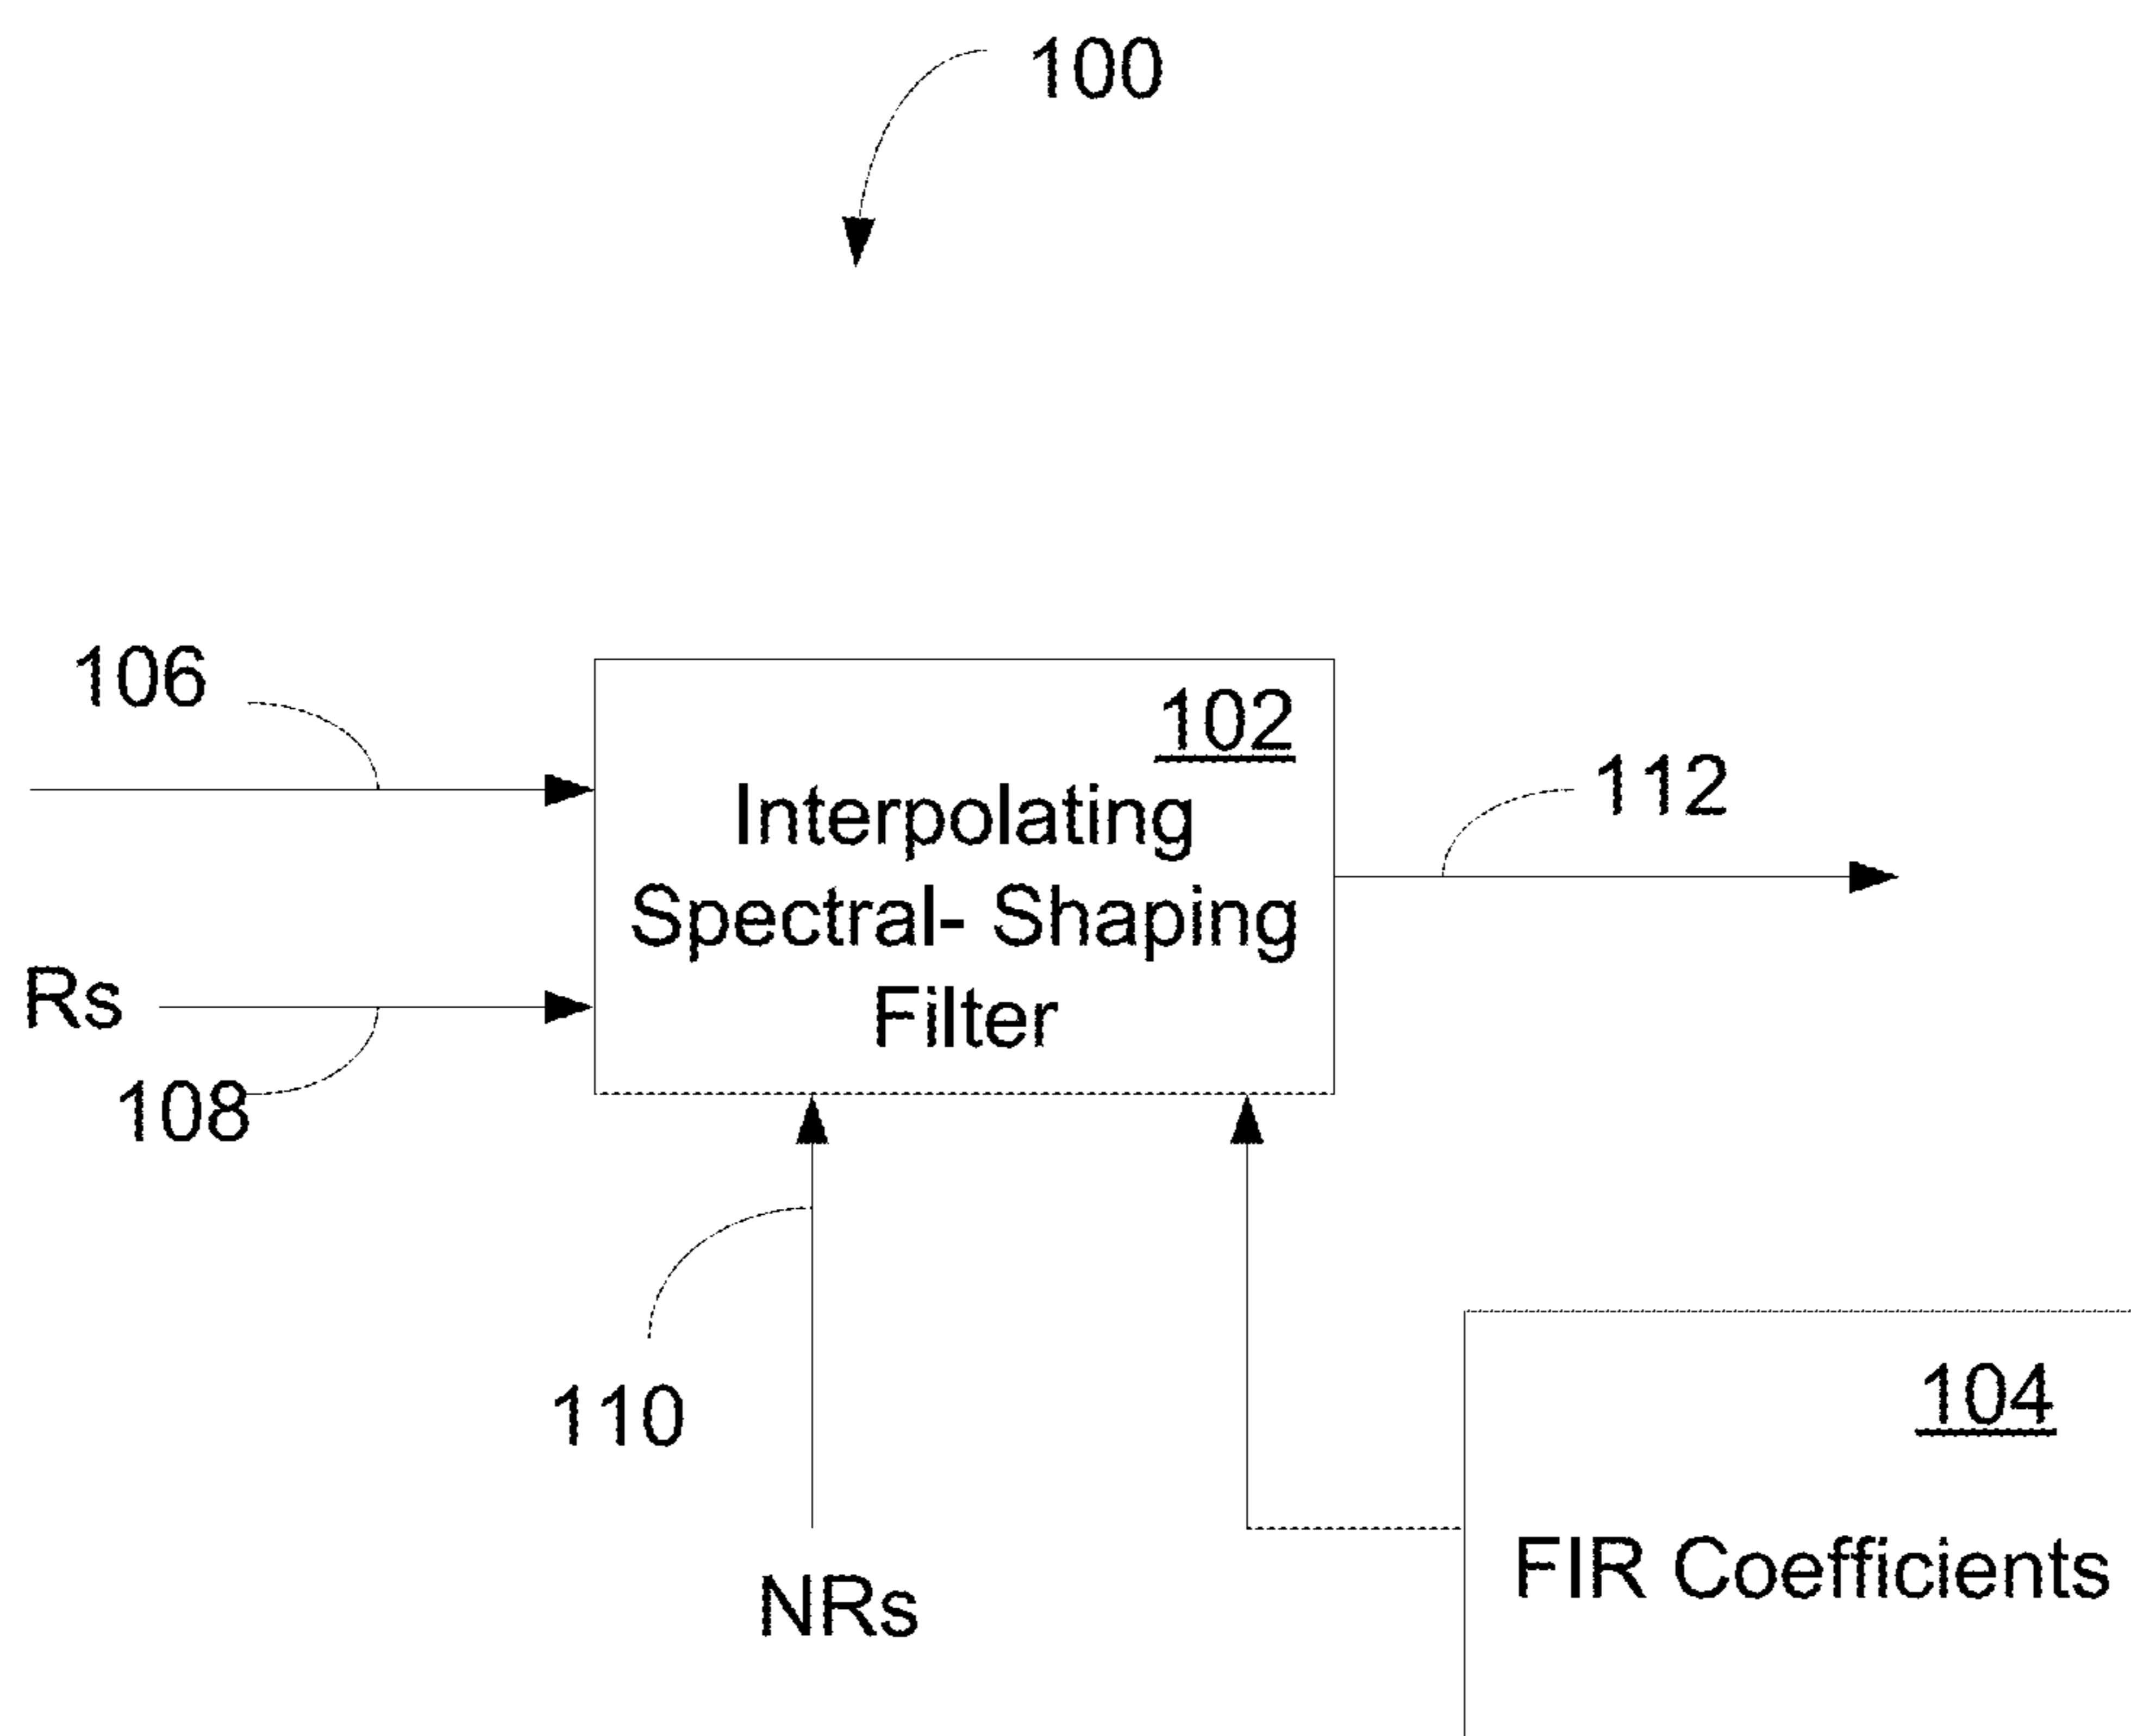 100
106
102
Interpolating
Spectral- Shaping
Filter
112
Rs
108
110
104
FIR Coefficients
NRs